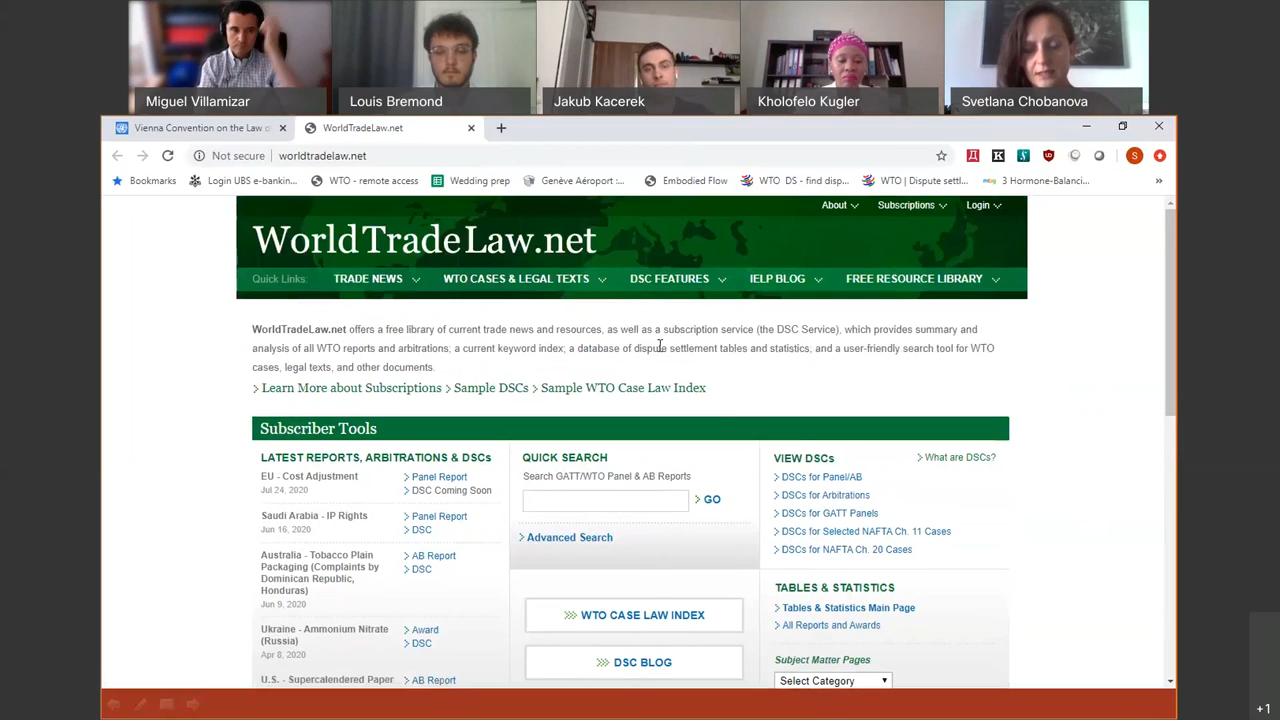 Miguel Villamizar
Louis Bremond
Jakub Kacerek
Kholofelo Kugler
Svetlana Chobanova
Vienna Convention on the Law o
WorldTradeLaw.net
Not secure
worldtradelaw.net
Bookmarks
Login UBS e-bankin...
WTO - remote access
Wedding prep
Genève Aéroport :...
Embodied Flow
WTO DS - find disp...
WTO | Dispute settl...
3 Hormone-Balanci...
About
Subscriptions
Login
WorldTradeLaw.net
Quick Links:
TRADE NEWS
WTO CASES & LEGAL TEXTS
DSC FEATURES
IELP BLOG
FREE RESOURCE LIBRARY
WorldTradeLaw.net offers a free library of current trade news and resources, as well as a subscription service (the DSC Service), which provides summary and
analysis of all WTO reports and arbitrations; a current keyword index; a database of dispute settlement tables and statistics; and a user-friendly search tool for WTO
cases, legal texts, and other documents.
> Learn More about Subscriptions > Sample DSCs > Sample WTO Case Law Index
Subscriber Tools
LATEST REPORTS, ARBITRATIONS & DSCs
EU - Cost Adjustment
Jul 24, 2020
> Panel Report
> DSC Coming Soon
Saudi Arabia - IP Rights
Jun 16, 2020
> Panel Report
> DSC
Australia - Tobacco Plain
Packaging (Complaints by
Dominican Republic,
Honduras)
Jun 9, 2020
> AB Report
> DSC
Ukraine - Ammonium Nitrate
(Russia)
Apr 8, 2020
> Award
> DSC
U.S. - Supercalendered Paper
> AB Report
QUICK SEARCH
Search GATT/WTO Panel & AB Reports
> GO
> Advanced Search
>>> WTO CASE LAW INDEX
>>> DSC BLOG
VIEW DSCs
> What are DSCs?
> DSCs for Panel/AB
> DSCs for Arbitrations
> DSCs for GATT Panels
> DSCs for Selected NAFTA Ch. 11 Cases
> DSCs for NAFTA Ch. 20 Cases
TABLES & STATISTICS
> Tables & Statistics Main Page
> All Reports and Awards
Subject Matter Pages
Select Category
+1